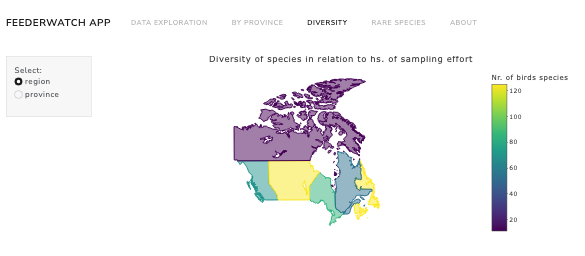 FEEDERWATCH APP
DATA EXPLORATION
BY PROVINCE
DIVERSITY
RARE SPECIES
ABOUT
Select:
region
province
Diversity of species in relation to hs. of sampling effort
Nr. of birds species
120
100
80
60
40
20